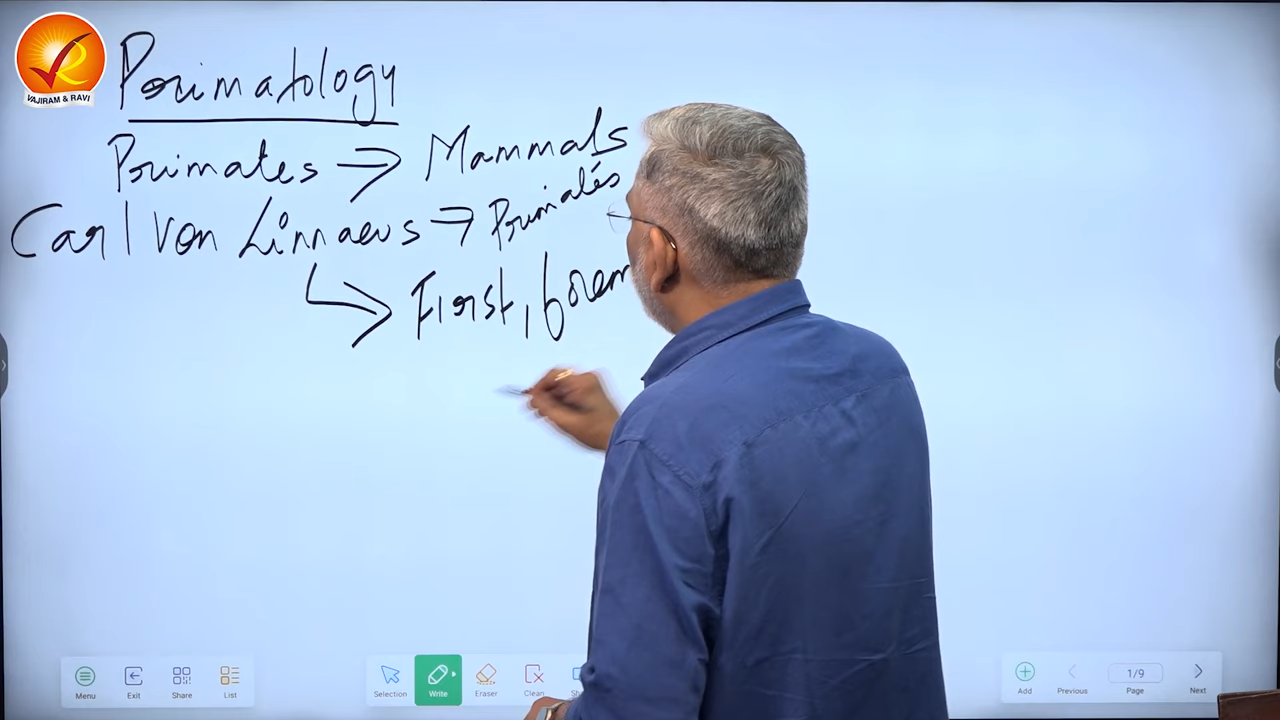 VAJIRAM & RAVI
Primatology
Primates → Mammals
Carl Von Linnaeus → Primates
↳ First, forem
Menu
Exit
Share
List
Selection
Write
Eraser
Clean
Sh
Add
Previous
1/9
Page
Next